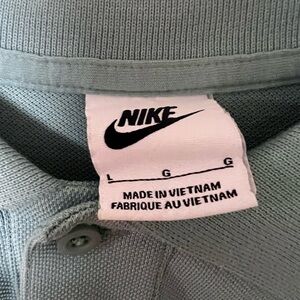 NIKE
L G G
MADE IN VIETNAM
FABRIQUE AU VIETNAM